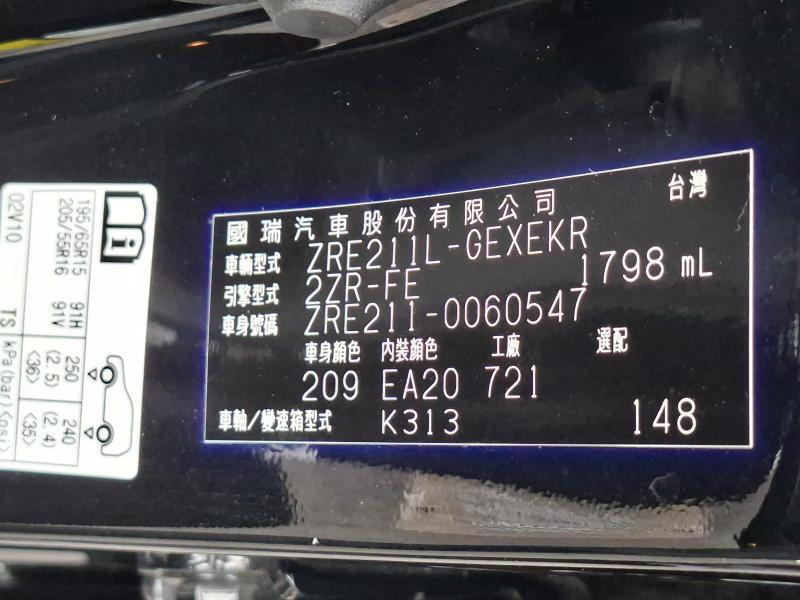 國瑞汽車股份有限公司 台灣
車輛型式 ZRE211L-GEXEKR
引擎型式 2ZR-FE 1798 mL
車身號碼 ZRE211-0060547
車身顏色 內裝顏色 工廠 選配
209 EA20 721
車軸/變速箱型式 K313 148
195/65R15 91H 250 (2.5) <36> 240 (2.4) <35>
205/55R16 91V
02V10 TS kPa(bar)<psi>